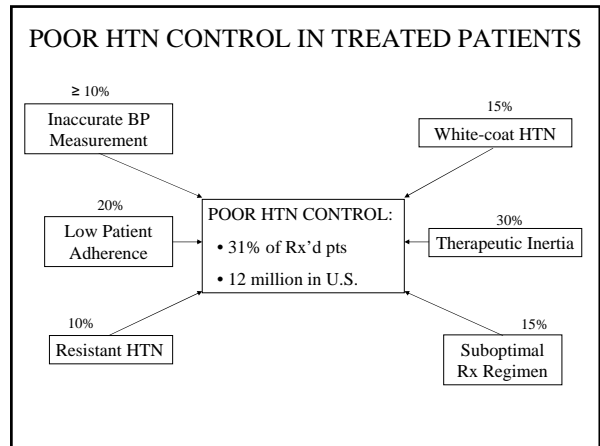 POOR HTN CONTROL IN TREATED PATIENTS
≥ 10%
Inaccurate BP
Measurement
20%
Low Patient
Adherence
10%
Resistant HTN
POOR HTN CONTROL:
• 31% of Rx'd pts
• 12 million in U.S.
15%
White-coat HTN
30%
Therapeutic Inertia
15%
Suboptimal
Rx Regimen